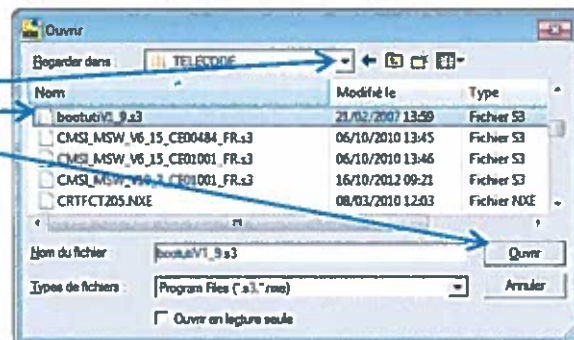 Ouvrir
Regarder dans : TELECODE
Nom Modifié le Type
bootutiV1_9.s3 21/02/2007 13:59 Fichier S3
CMSI_MSW_V6_15_CE00484_FR.s3 06/10/2010 13:45 Fichier S3
CMSI_MSW_V6_15_CE01001_FR.s3 06/10/2010 13:46 Fichier S3
CE01001_FR.s3 16/10/2012 09:21 Fichier S3
CRTFCT205.NXE 08/03/2010 12:03 Fichier NXE
Nom du fichier bootutiV1_9.s3 Ouvrir
Types de fichiers : Program Files (*.s3,*.nxe) Annuler
Ouvrir en lecture seule